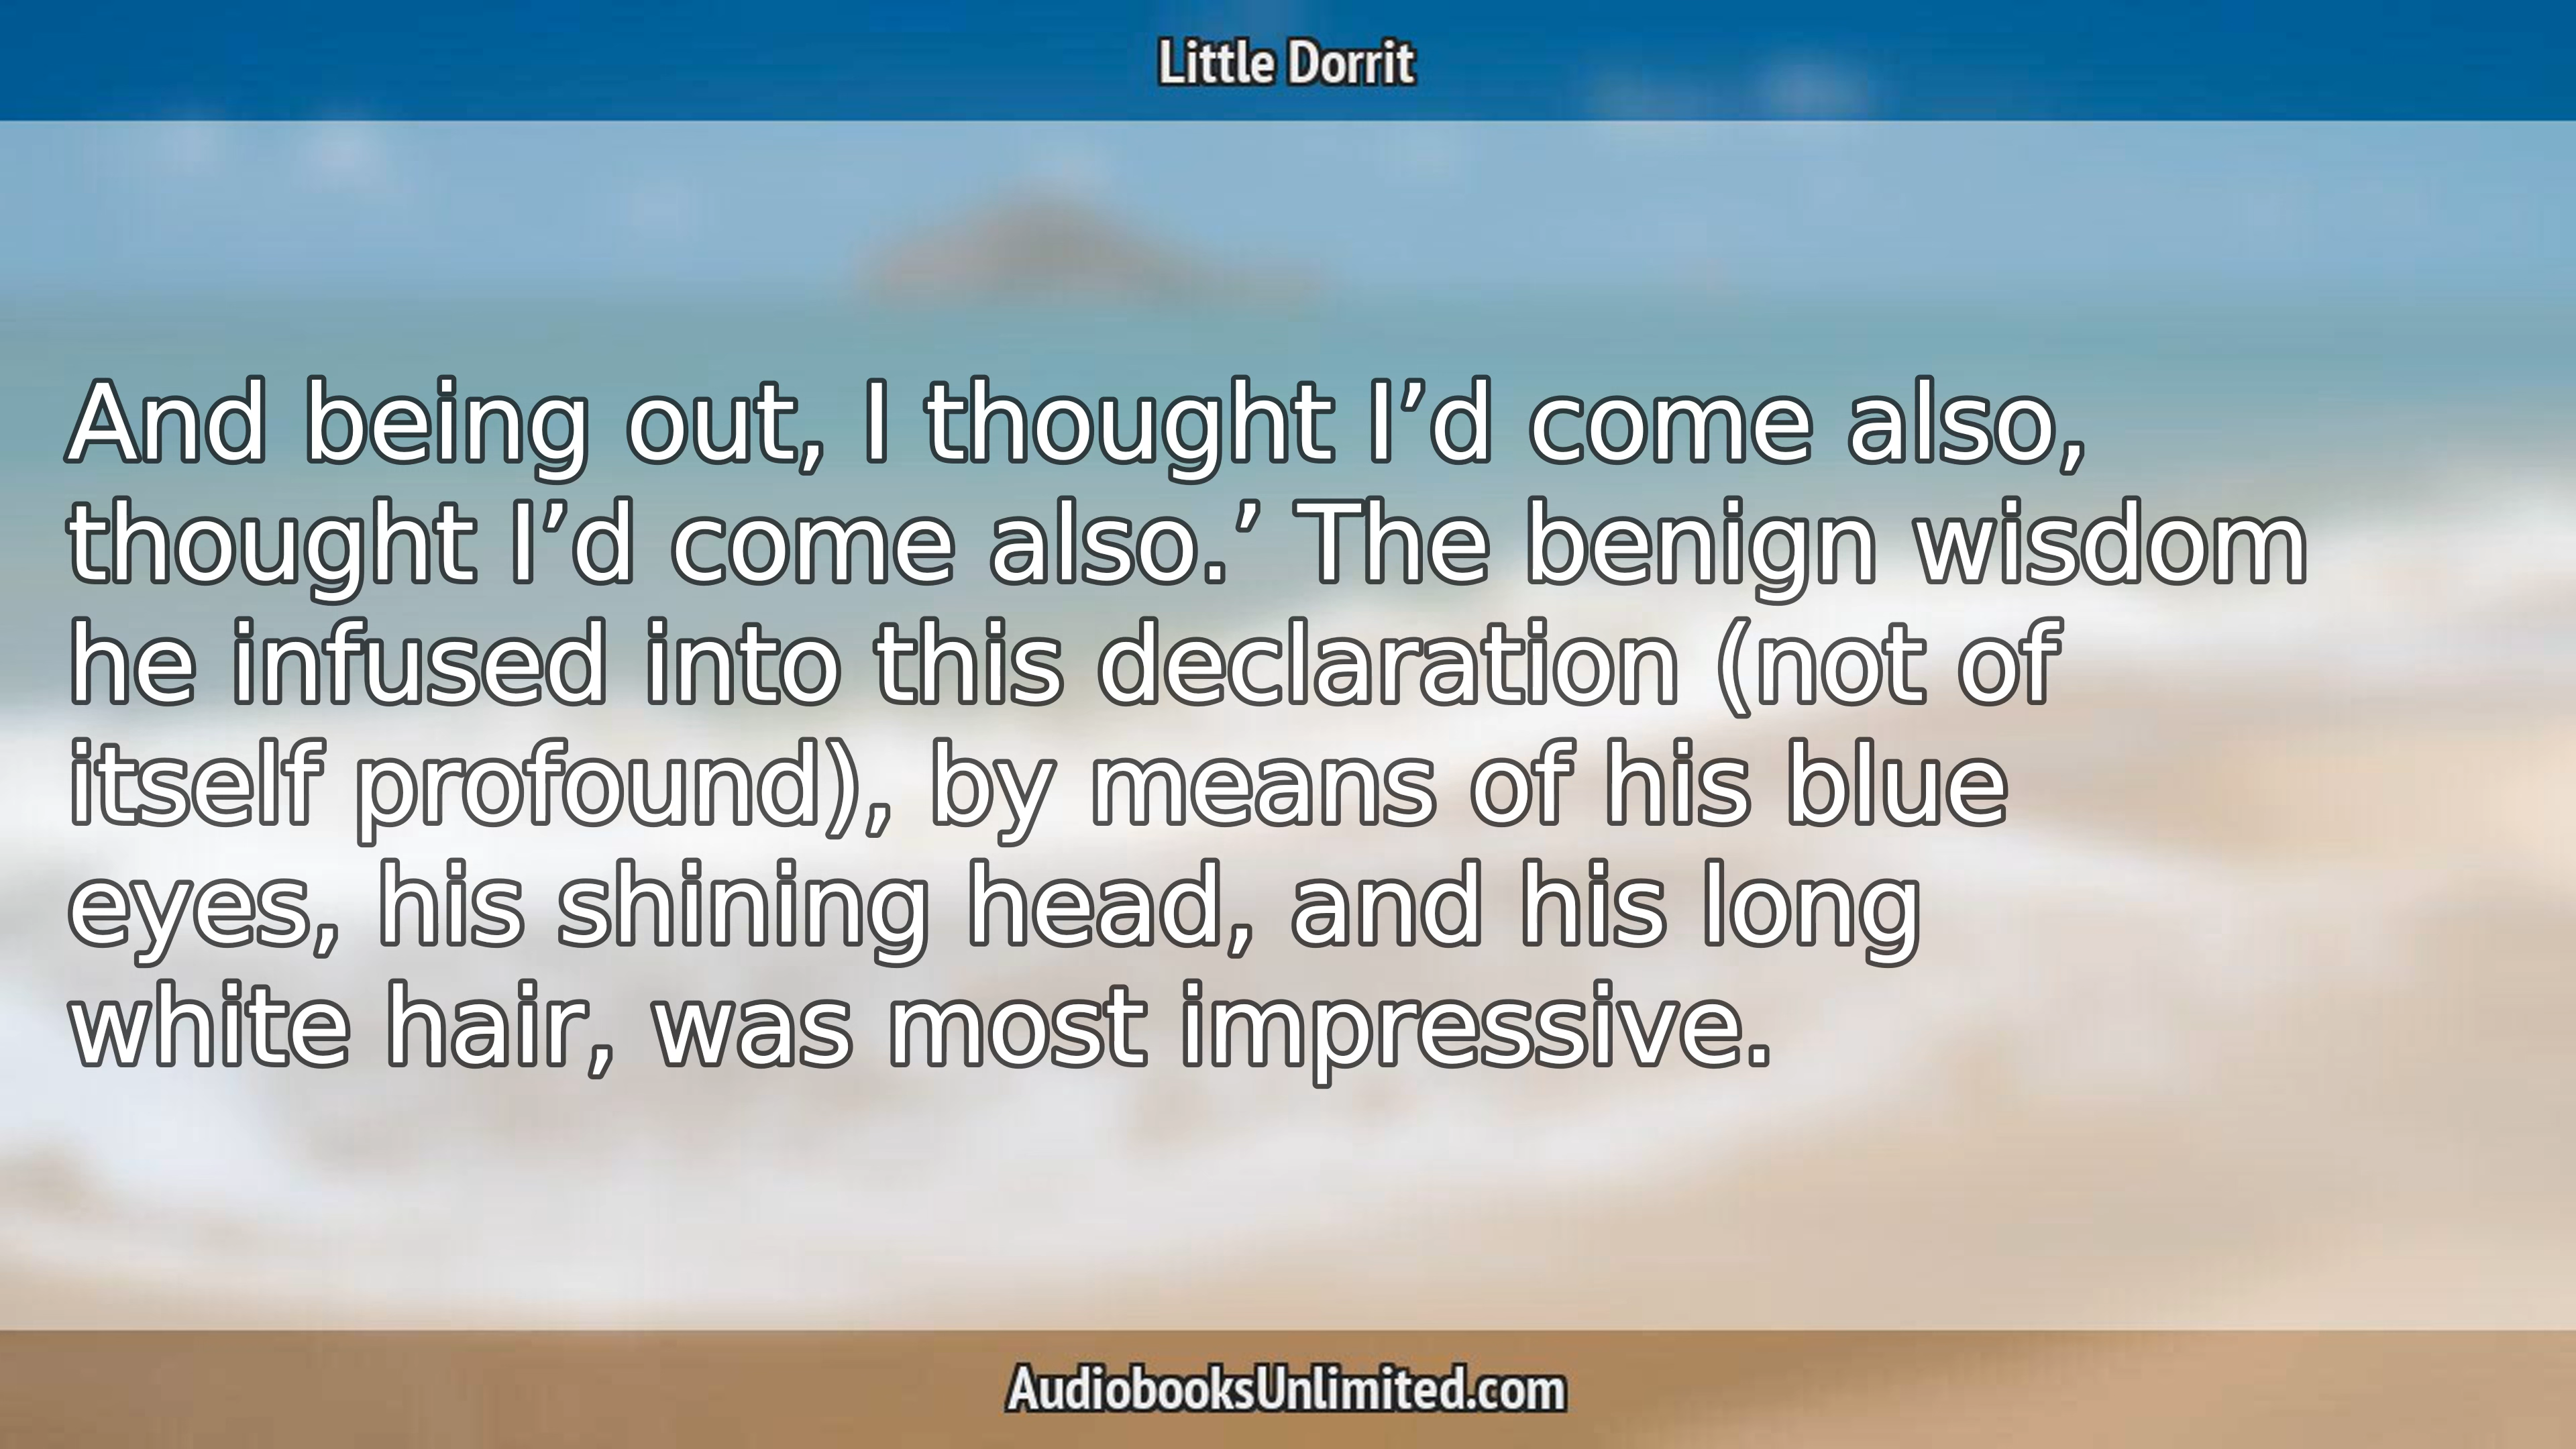 Little Dorrit
And being out, I thought I’d come also,
thought I’d come also.’ The benign wisdom
he infused into this declaration (not of
itself profound), by means of his blue
eyes, his shining head, and his long
white hair, was most impressive.
AudiobooksUnlimited.com